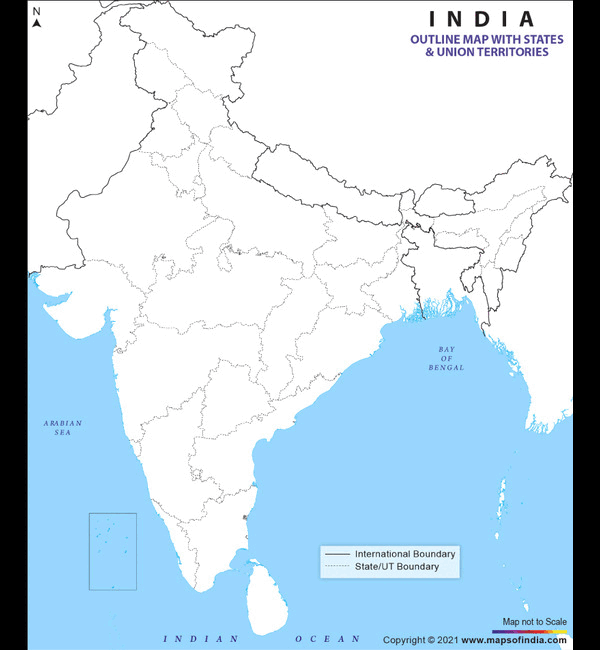 N
INDIA
OUTLINE MAP WITH STATES
& UNION TERRITORIES
BAY
OF
BENGAL
ARABIAN
SEA
International Boundary
State/UT Boundary
Map not to Scale
INDIAN OCEAN
Copyright © 2021 www.mapsofindia.com